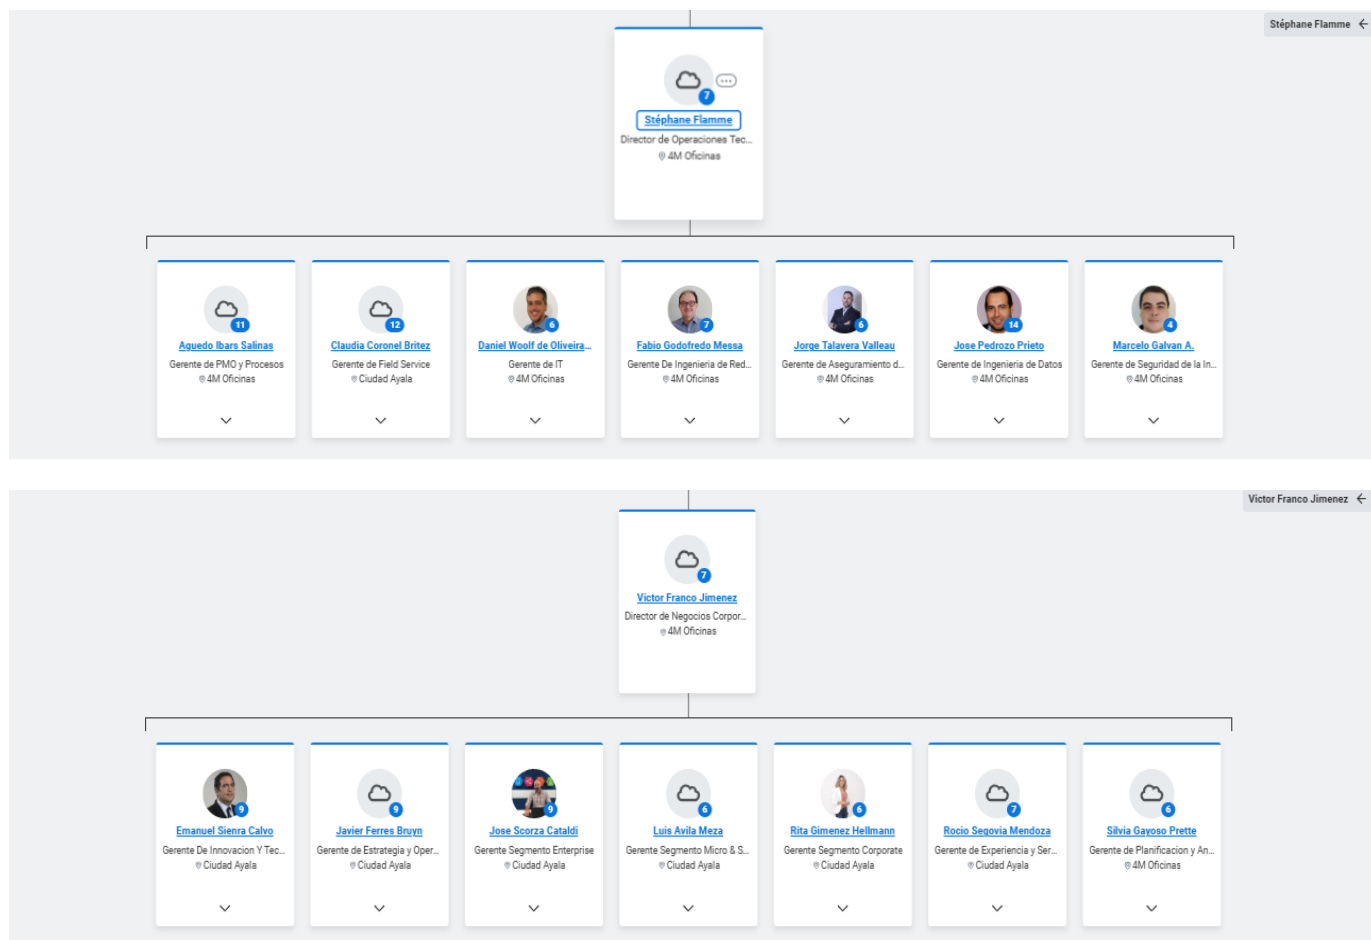 Stéphane Flamme
7
Stéphane Flamme
Director de Operaciones Tec...
4M Oficinas
11
Aguedo Ibars Salinas
Gerente de PMO y Procesos
4M Oficinas
12
Claudia Coronel Britez
Gerente de Field Service
Ciudad Ayala
6
Daniel Woolf de Oliveira...
Gerente de IT
4M Oficinas
7
Fabio Godofredo Messa
Gerente De Ingenieria de Red...
4M Oficinas
6
Jorge Talavera Valleau
Gerente de Aseguramiento d...
4M Oficinas
14
Jose Pedrozo Prieto
Gerente de Ingenieria de Datos
4M Oficinas
4
Marcelo Galvan A.
Gerente de Seguridad de la In...
4M Oficinas
Victor Franco Jimenez
7
Victor Franco Jimenez
Director de Negocios Corpor...
4M Oficinas
9
Emanuel Sienra Calvo
Gerente De Innovacion Y Tec...
Ciudad Ayala
9
Javier Ferres Bruyn
Gerente de Estrategia y Oper...
Ciudad Ayala
9
Jose Scorza Cataldi
Gerente Segmento Enterprise
Ciudad Ayala
6
Luis Avila Meza
Gerente Segmento Micro & S...
Ciudad Ayala
6
Rita Gimenez Hellmann
Gerente Segmento Corporate
Ciudad Ayala
7
Rocio Segovia Mendoza
Gerente de Experiencia y Ser...
Ciudad Ayala
6
Silvia Gayoso Prette
Gerente de Planificacion y An...
4M Oficinas